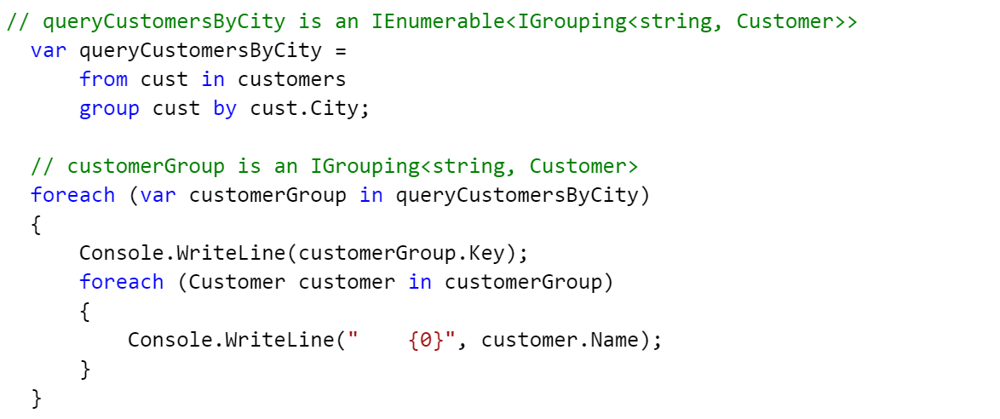 // queryCustomersByCity is an IEnumerable<IGrouping<string, Customer>>
  var queryCustomersByCity =
      from cust in customers
      group cust by cust.City;

  // customerGroup is an IGrouping<string, Customer>
  foreach (var customerGroup in queryCustomersByCity)
  {
      Console.WriteLine(customerGroup.Key);
      foreach (Customer customer in customerGroup)
      {
          Console.WriteLine("    {0}", customer.Name);
      }
  }